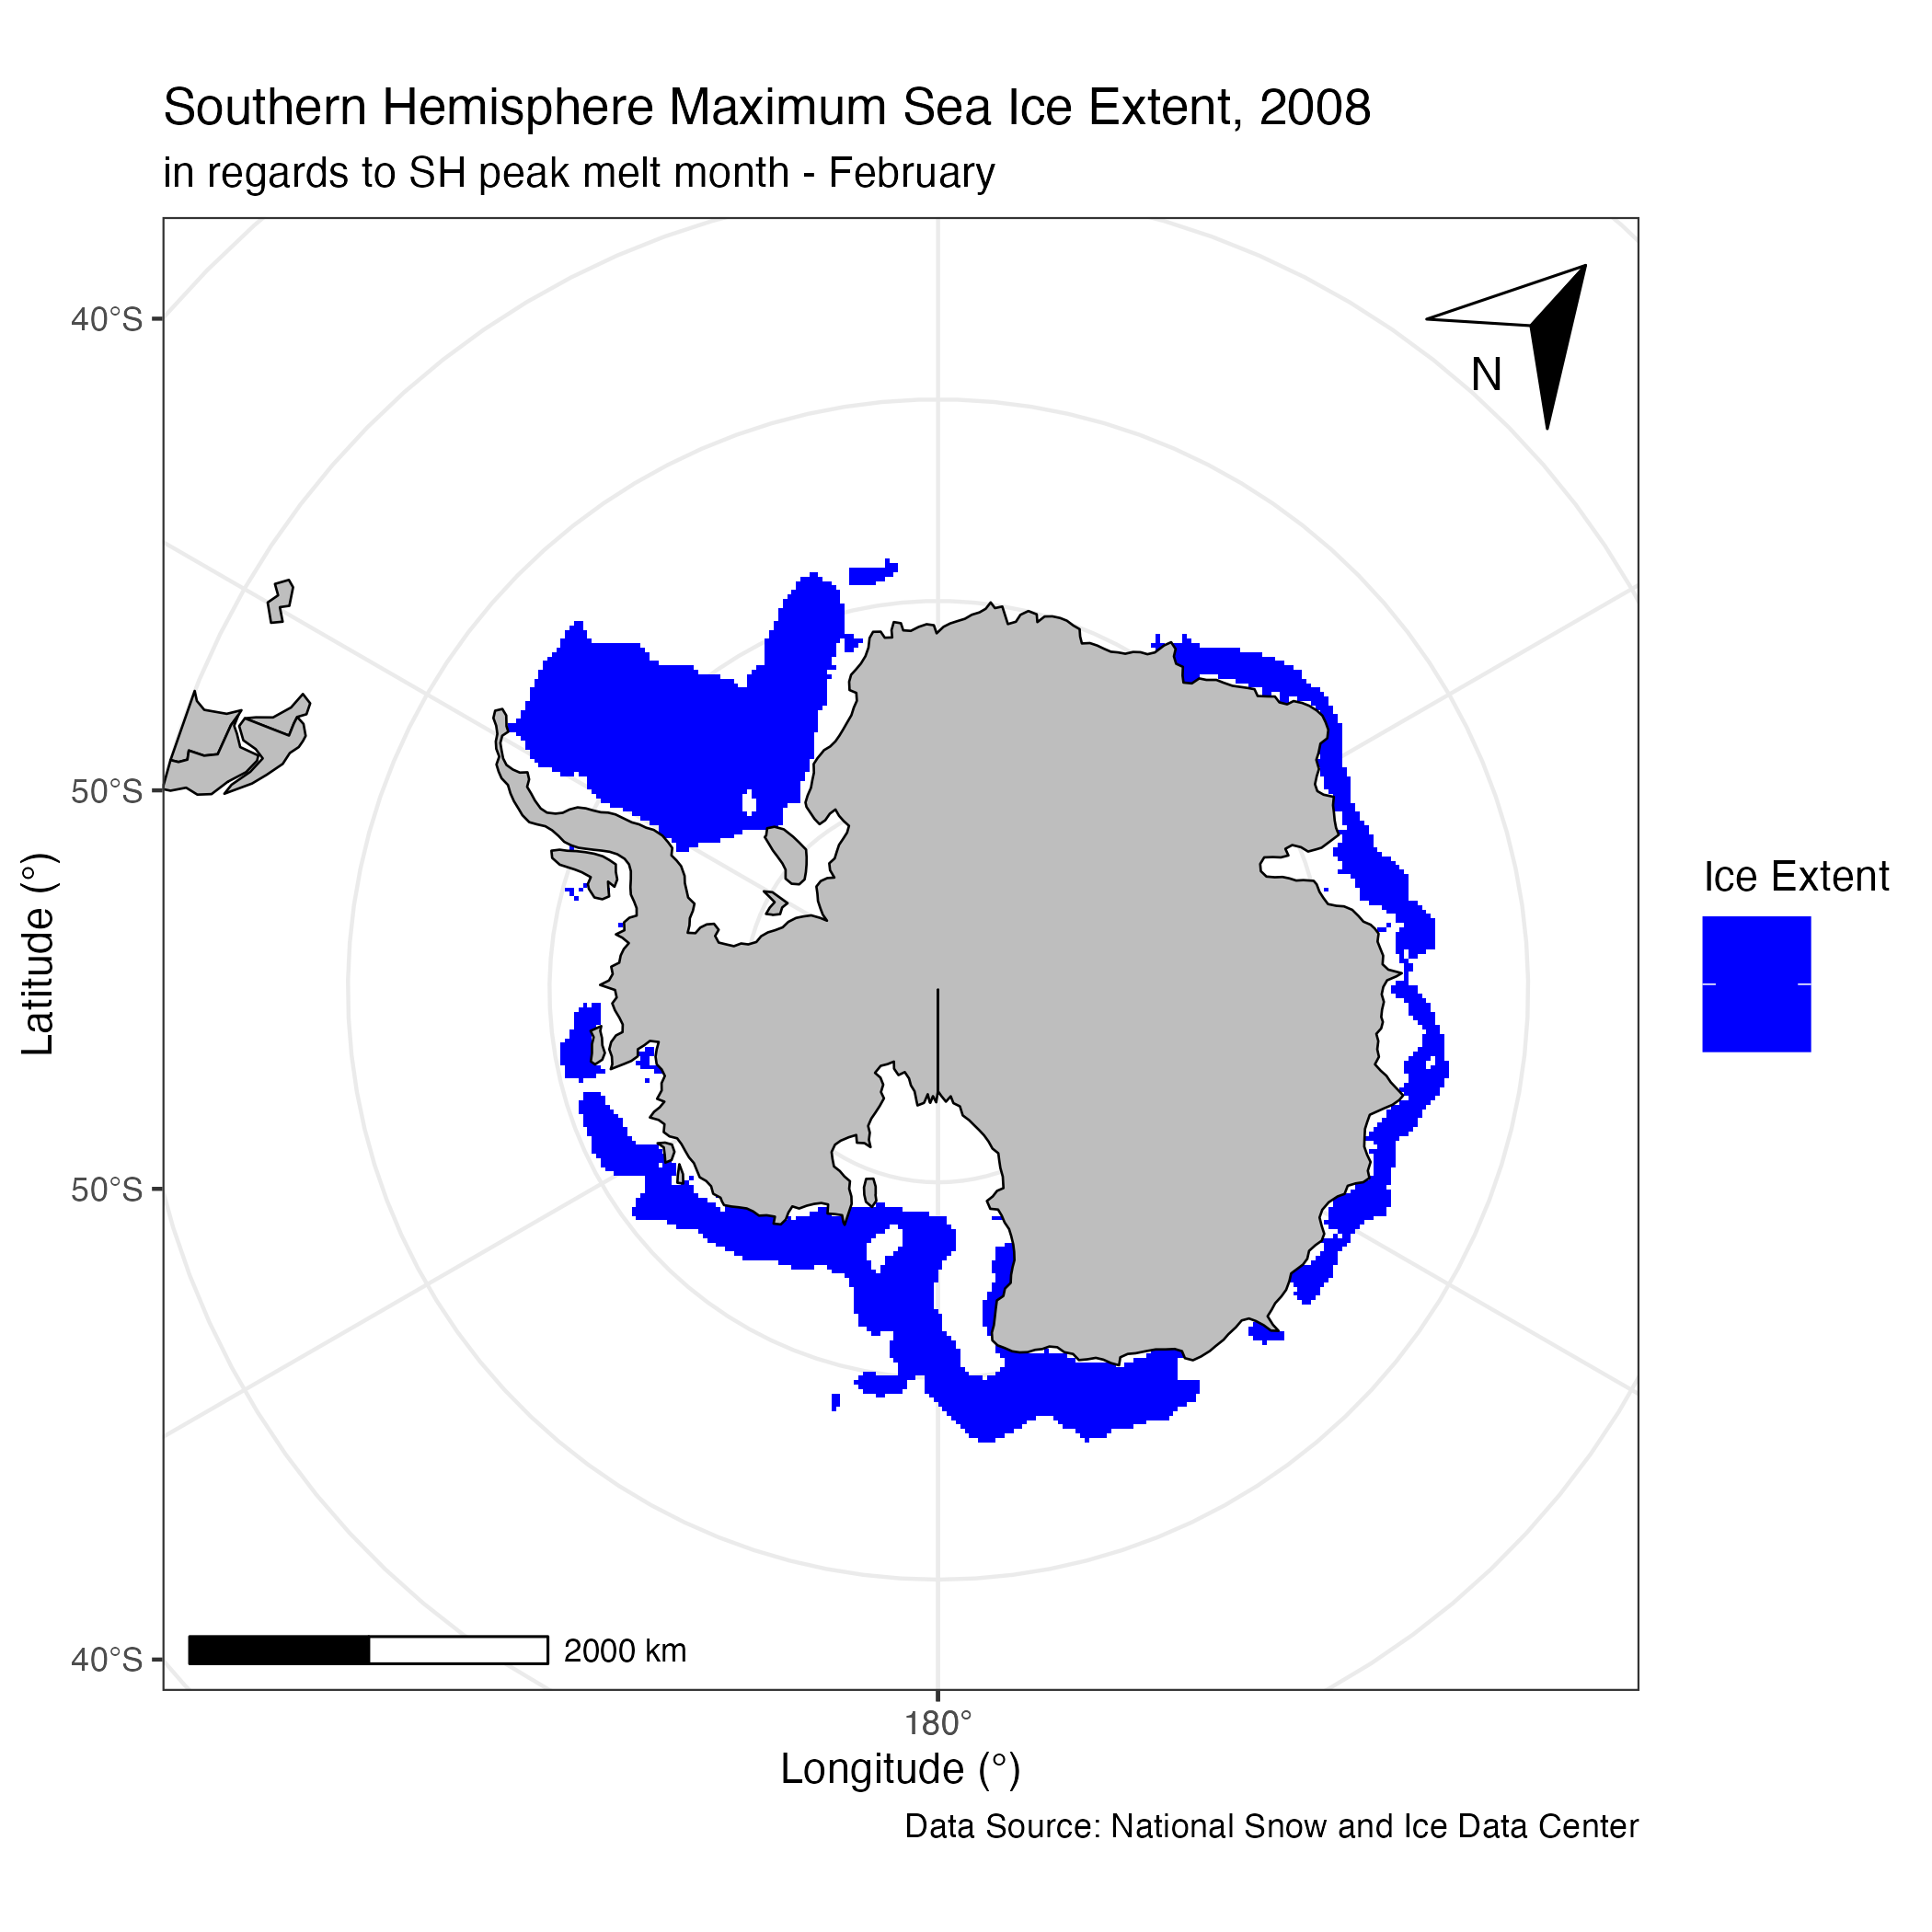 Southern Hemisphere Maximum Sea Ice Extent, 2008
in regards to SH peak melt month - February
40°S
N
50°S
Latitude (°)
Ice Extent
50°S
40°S
2000 km
180°
Longitude (°)
Data Source: National Snow and Ice Data Center